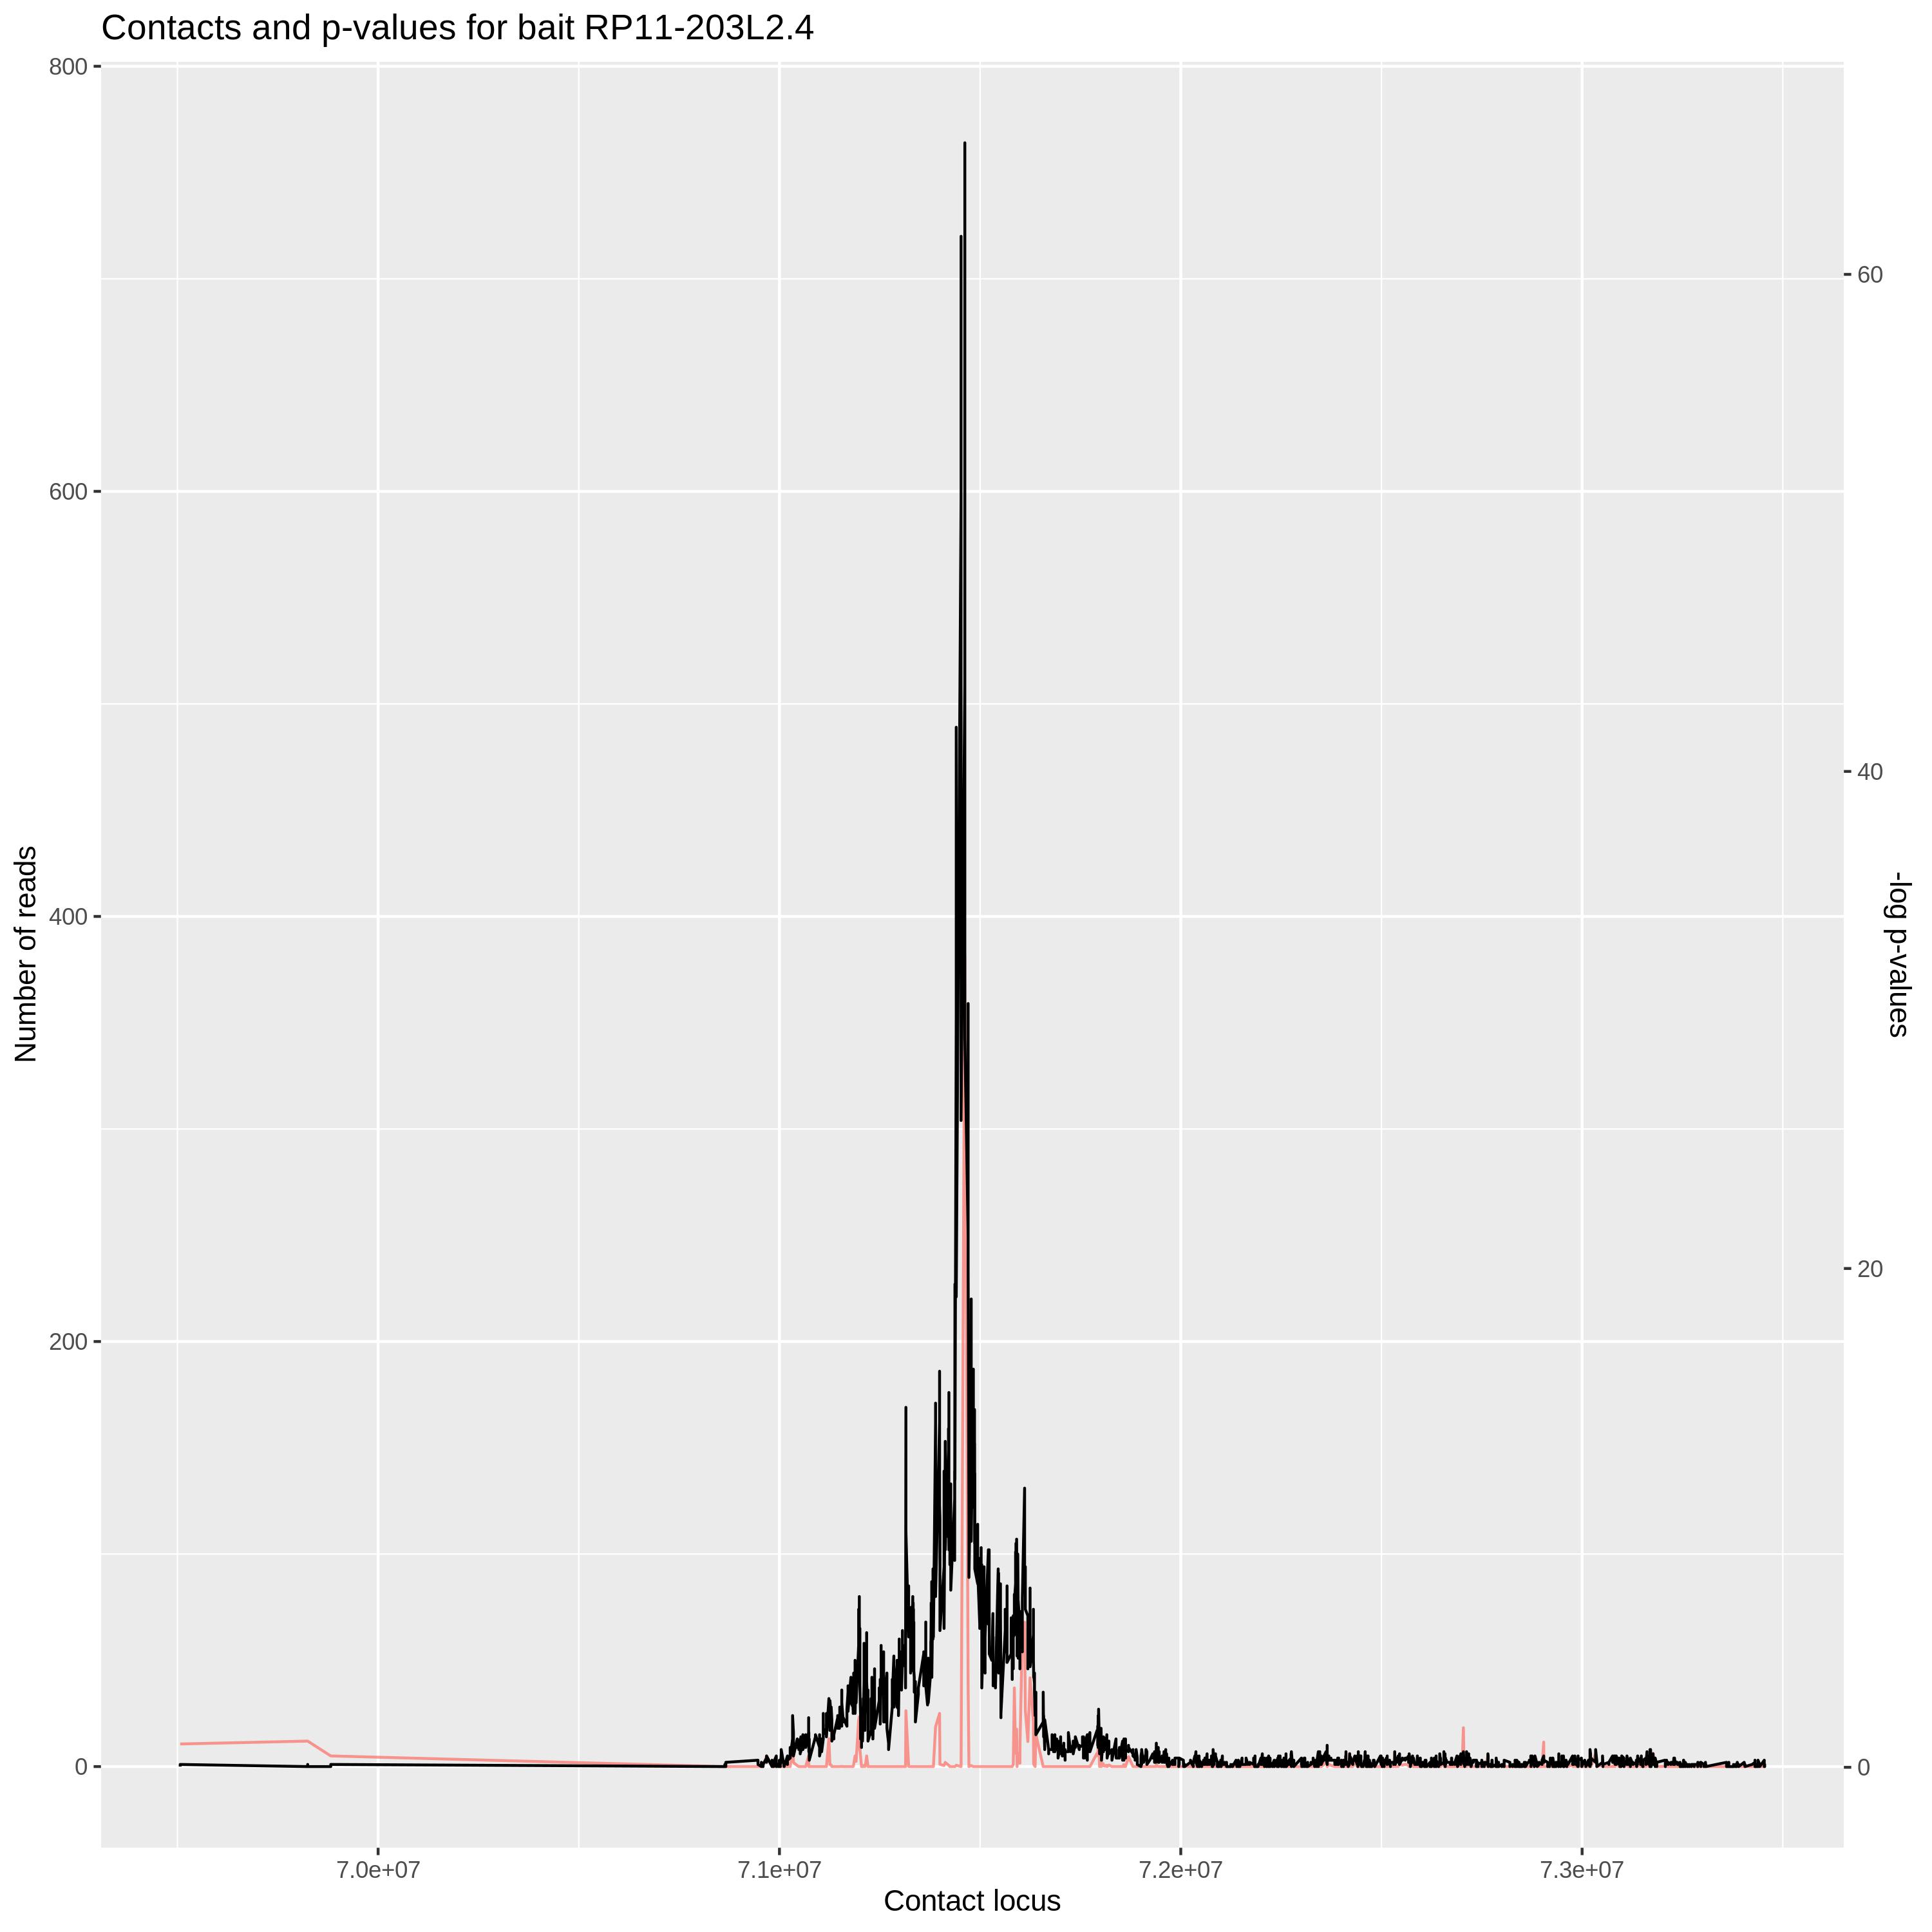 Contacts and p-values for bait RP11-203L2.4
800
600
400
200
0
Number of reads
60
40
20
0
-log p-values
7.0e+07
7.1e+07
7.2e+07
7.3e+07
Contact locus